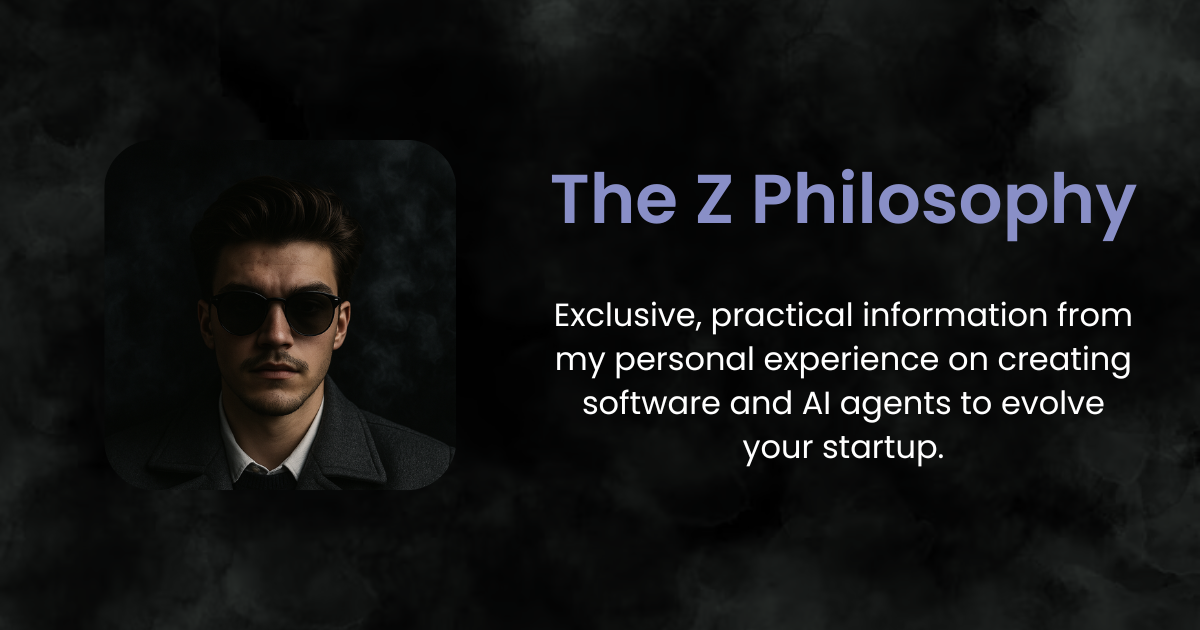 The Z Philosophy
Exclusive, practical information from
my personal experience on creating
software and AI agents to evolve
your startup.